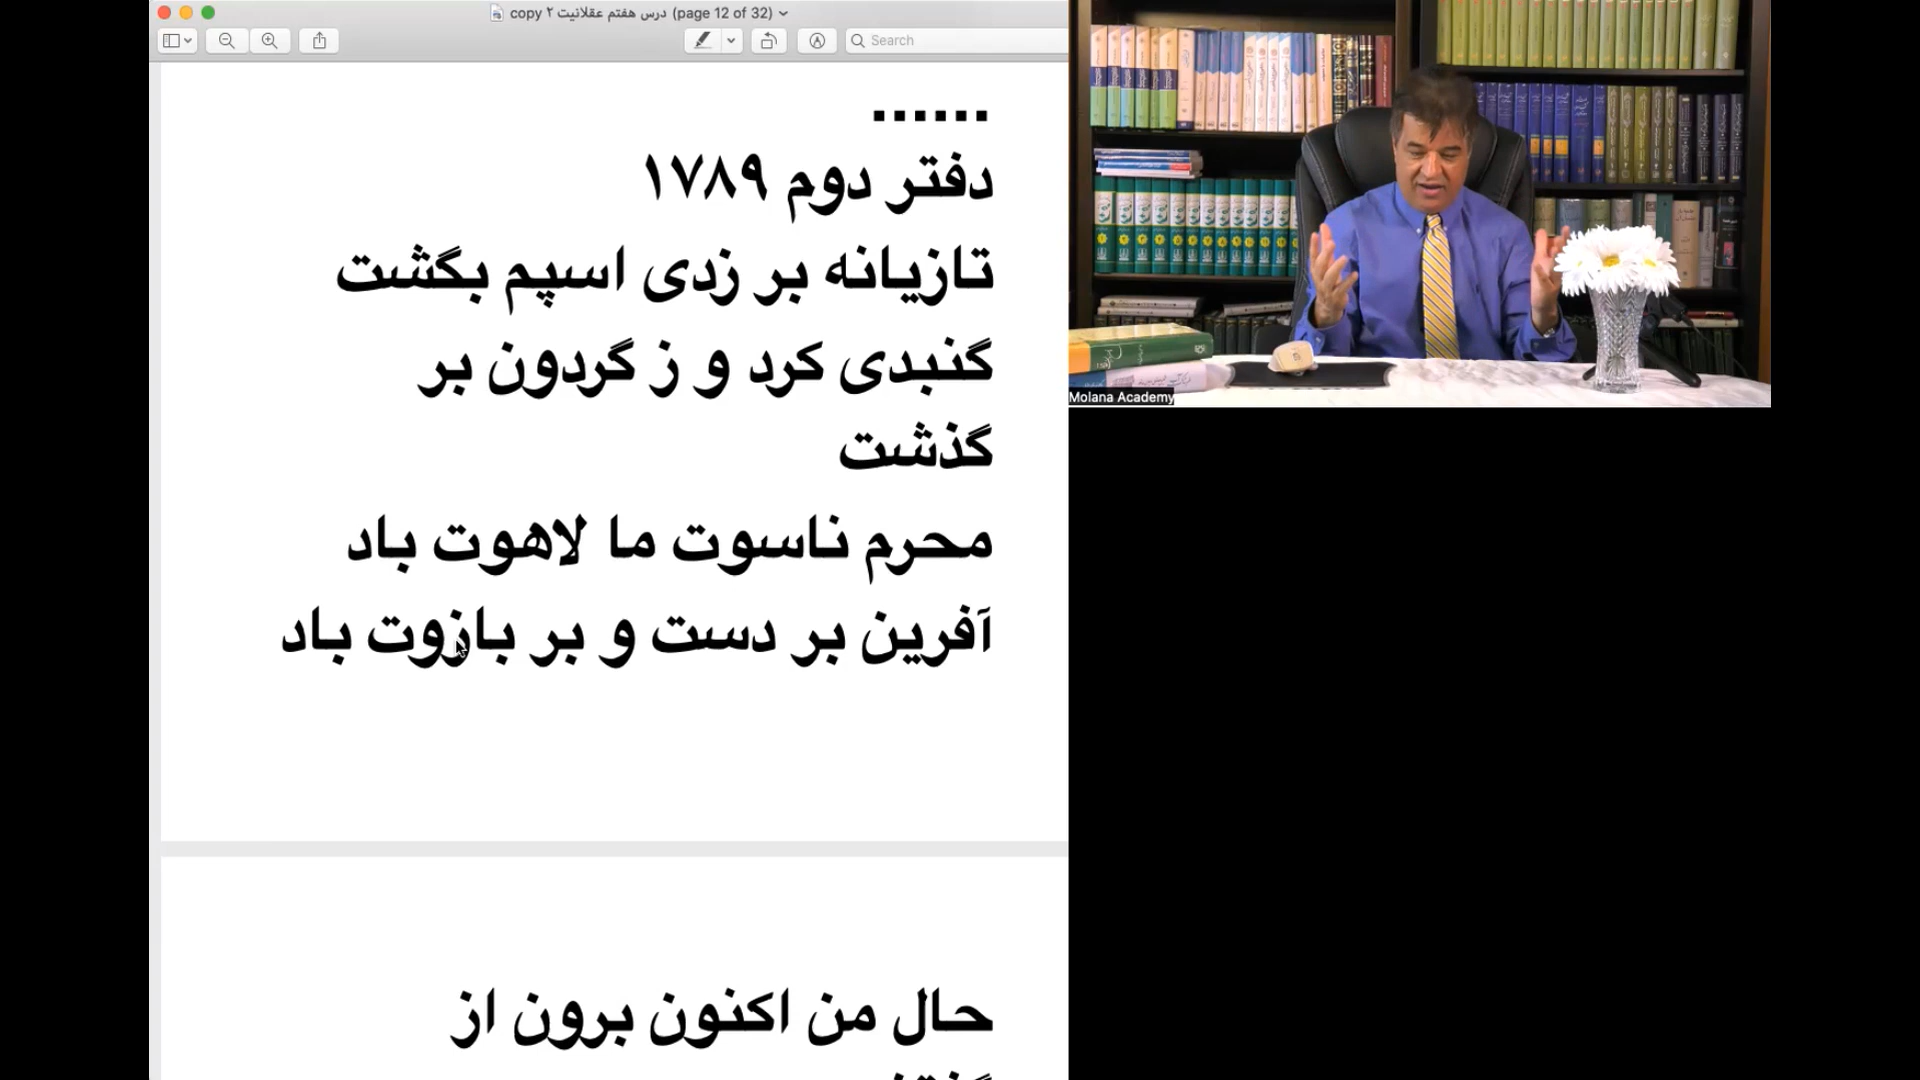 درس هفتم عقلانیت ۲ copy (page 12 of 32)
Search
......
دفتر دوم ۱۷۸۹
تازیانه بر زدی اسپم بگشت
گنبدی کرد و ز گردون بر
گذشت
محرم ناسوت ما لاهوت باد
آفرین بر دست و بر بازوت باد
حال من اکنون برون از
Molana Academy